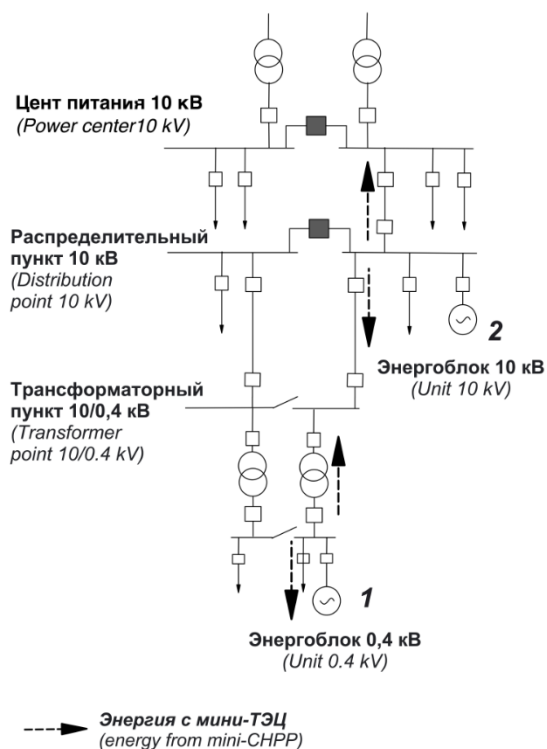 Цент питания 10 кВ
(Power center10 kV)
Распределительный
пункт 10 кВ
(Distribution
point 10 kV)
2
Энергоблок 10 кВ
(Unit 10 kV)
Трансформаторный
пункт 10/0,4 кВ
(Transformer
point 10/0.4 kV)
1
Энергоблок 0,4 кВ
(Unit 0.4 kV)
Энергия с мини-ТЭЦ
(energy from mini-CHPP)